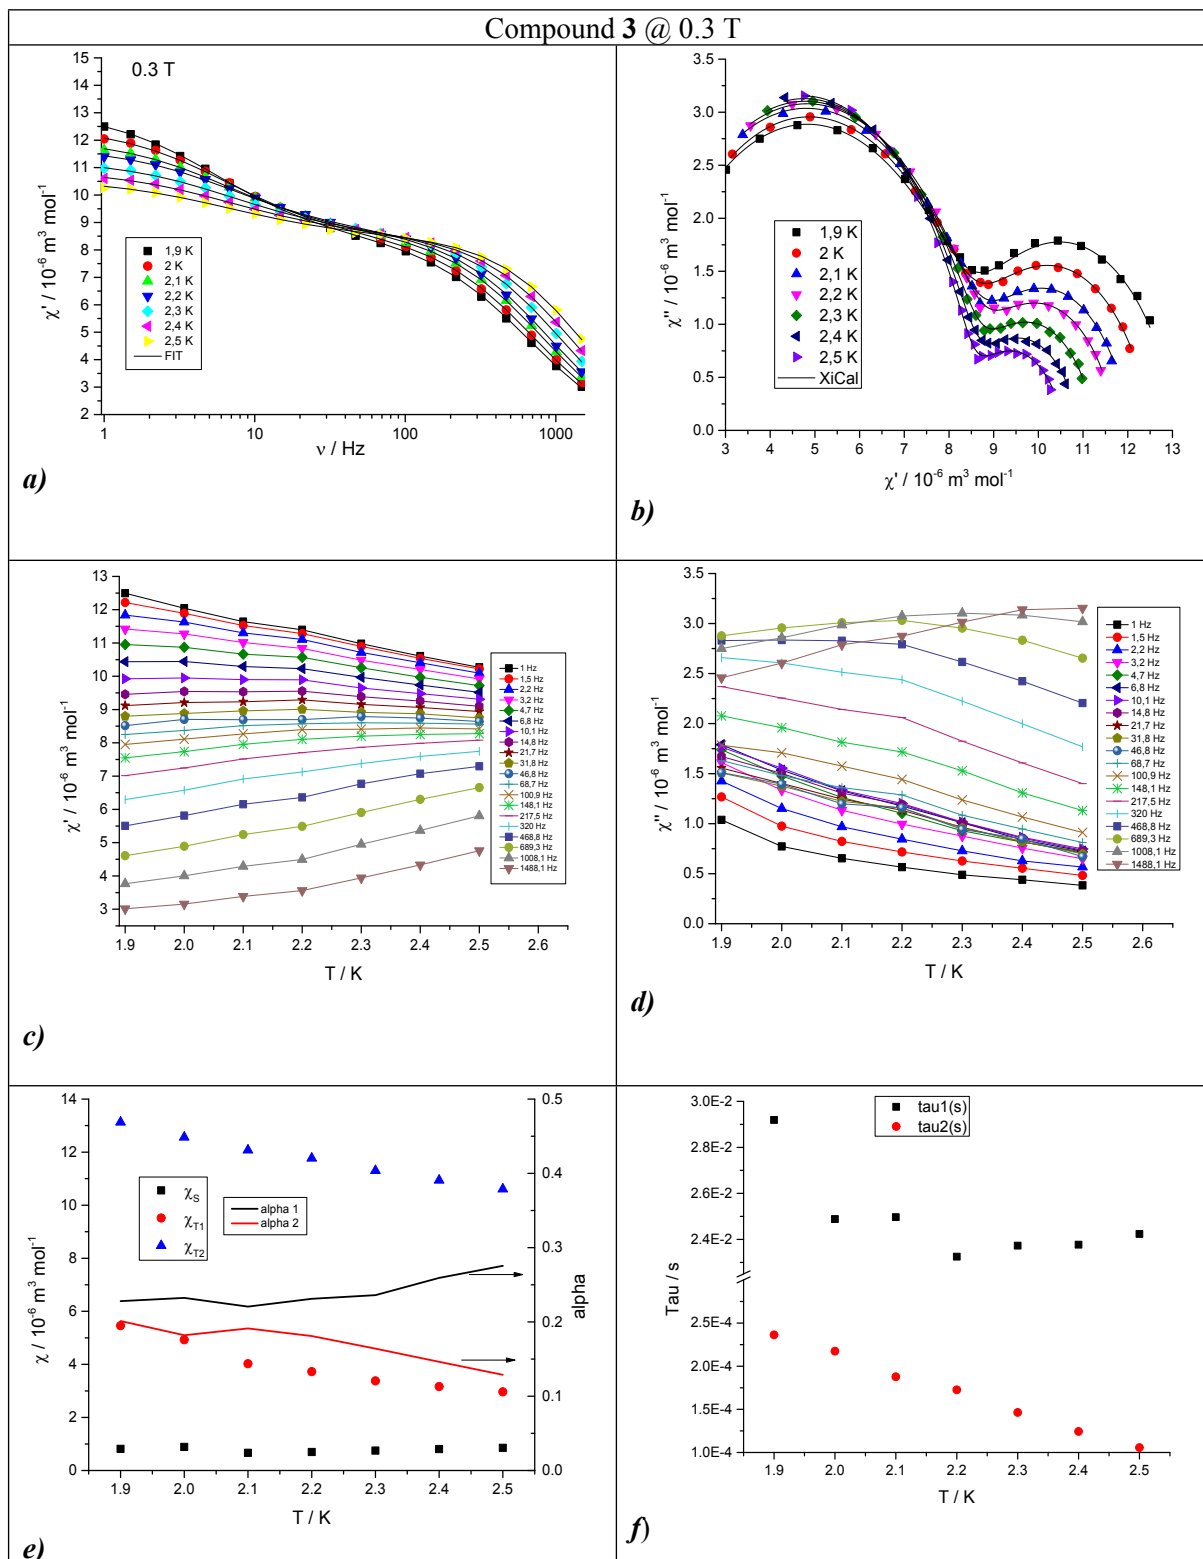 Compound 3 @ 0.3 T
0.3 T
15
14
13
12
11
10
9
8
7
6
5
4
3
2
χ' / 10⁻⁶ m³ mol⁻¹
1,9 K
2 K
2,1 K
2,2 K
2,3 K
2,4 K
2,5 K
FIT
1 10 100 1000
ν / Hz
a)
3.5
3.0
2.5
2.0
1.5
1.0
0.5
0.0
χ'' / 10⁻⁶ m³ mol⁻¹
1,9 K
2 K
2,1 K
2,2 K
2,3 K
2,4 K
2,5 K
XiCal
3 4 5 6 7 8 9 10 11 12 13
χ' / 10⁻⁶ m³ mol⁻¹
b)
13
12
11
10
9
8
7
6
5
4
3
χ' / 10⁻⁶ m³ mol⁻¹
1 Hz
1,5 Hz
2,2 Hz
3,2 Hz
4,7 Hz
6,8 Hz
10,1 Hz
14,8 Hz
21,7 Hz
31,8 Hz
46,8 Hz
68,7 Hz
100,9 Hz
148,1 Hz
217,5 Hz
320 Hz
468,8 Hz
689,3 Hz
1008,1 Hz
1488,1 Hz
1.9 2.0 2.1 2.2 2.3 2.4 2.5 2.6
T / K
c)
3.5
3.0
2.5
2.0
1.5
1.0
0.5
0.0
χ'' / 10⁻⁶ m³ mol⁻¹
1 Hz
1,5 Hz
2,2 Hz
3,2 Hz
4,7 Hz
6,8 Hz
10,1 Hz
14,8 Hz
21,7 Hz
31,8 Hz
46,8 Hz
68,7 Hz
100,9 Hz
148,1 Hz
217,5 Hz
320 Hz
468,8 Hz
689,3 Hz
1008,1 Hz
1488,1 Hz
1.9 2.0 2.1 2.2 2.3 2.4 2.5 2.6
T / K
d)
14
12
10
8
6
4
2
0
χ / 10⁻⁶ m³ mol⁻¹
χS
χT1
χT2
alpha 1
alpha 2
0.5
0.4
0.3
0.2
0.1
0.0
alpha
1.9 2.0 2.1 2.2 2.3 2.4 2.5
T / K
e)
3.0E-2
2.8E-2
2.6E-2
2.4E-2
2.5E-4
2.0E-4
1.5E-4
1.0E-4
Tau / s
tau1(s)
tau2(s)
1.9 2.0 2.1 2.2 2.3 2.4 2.5
T / K
f)